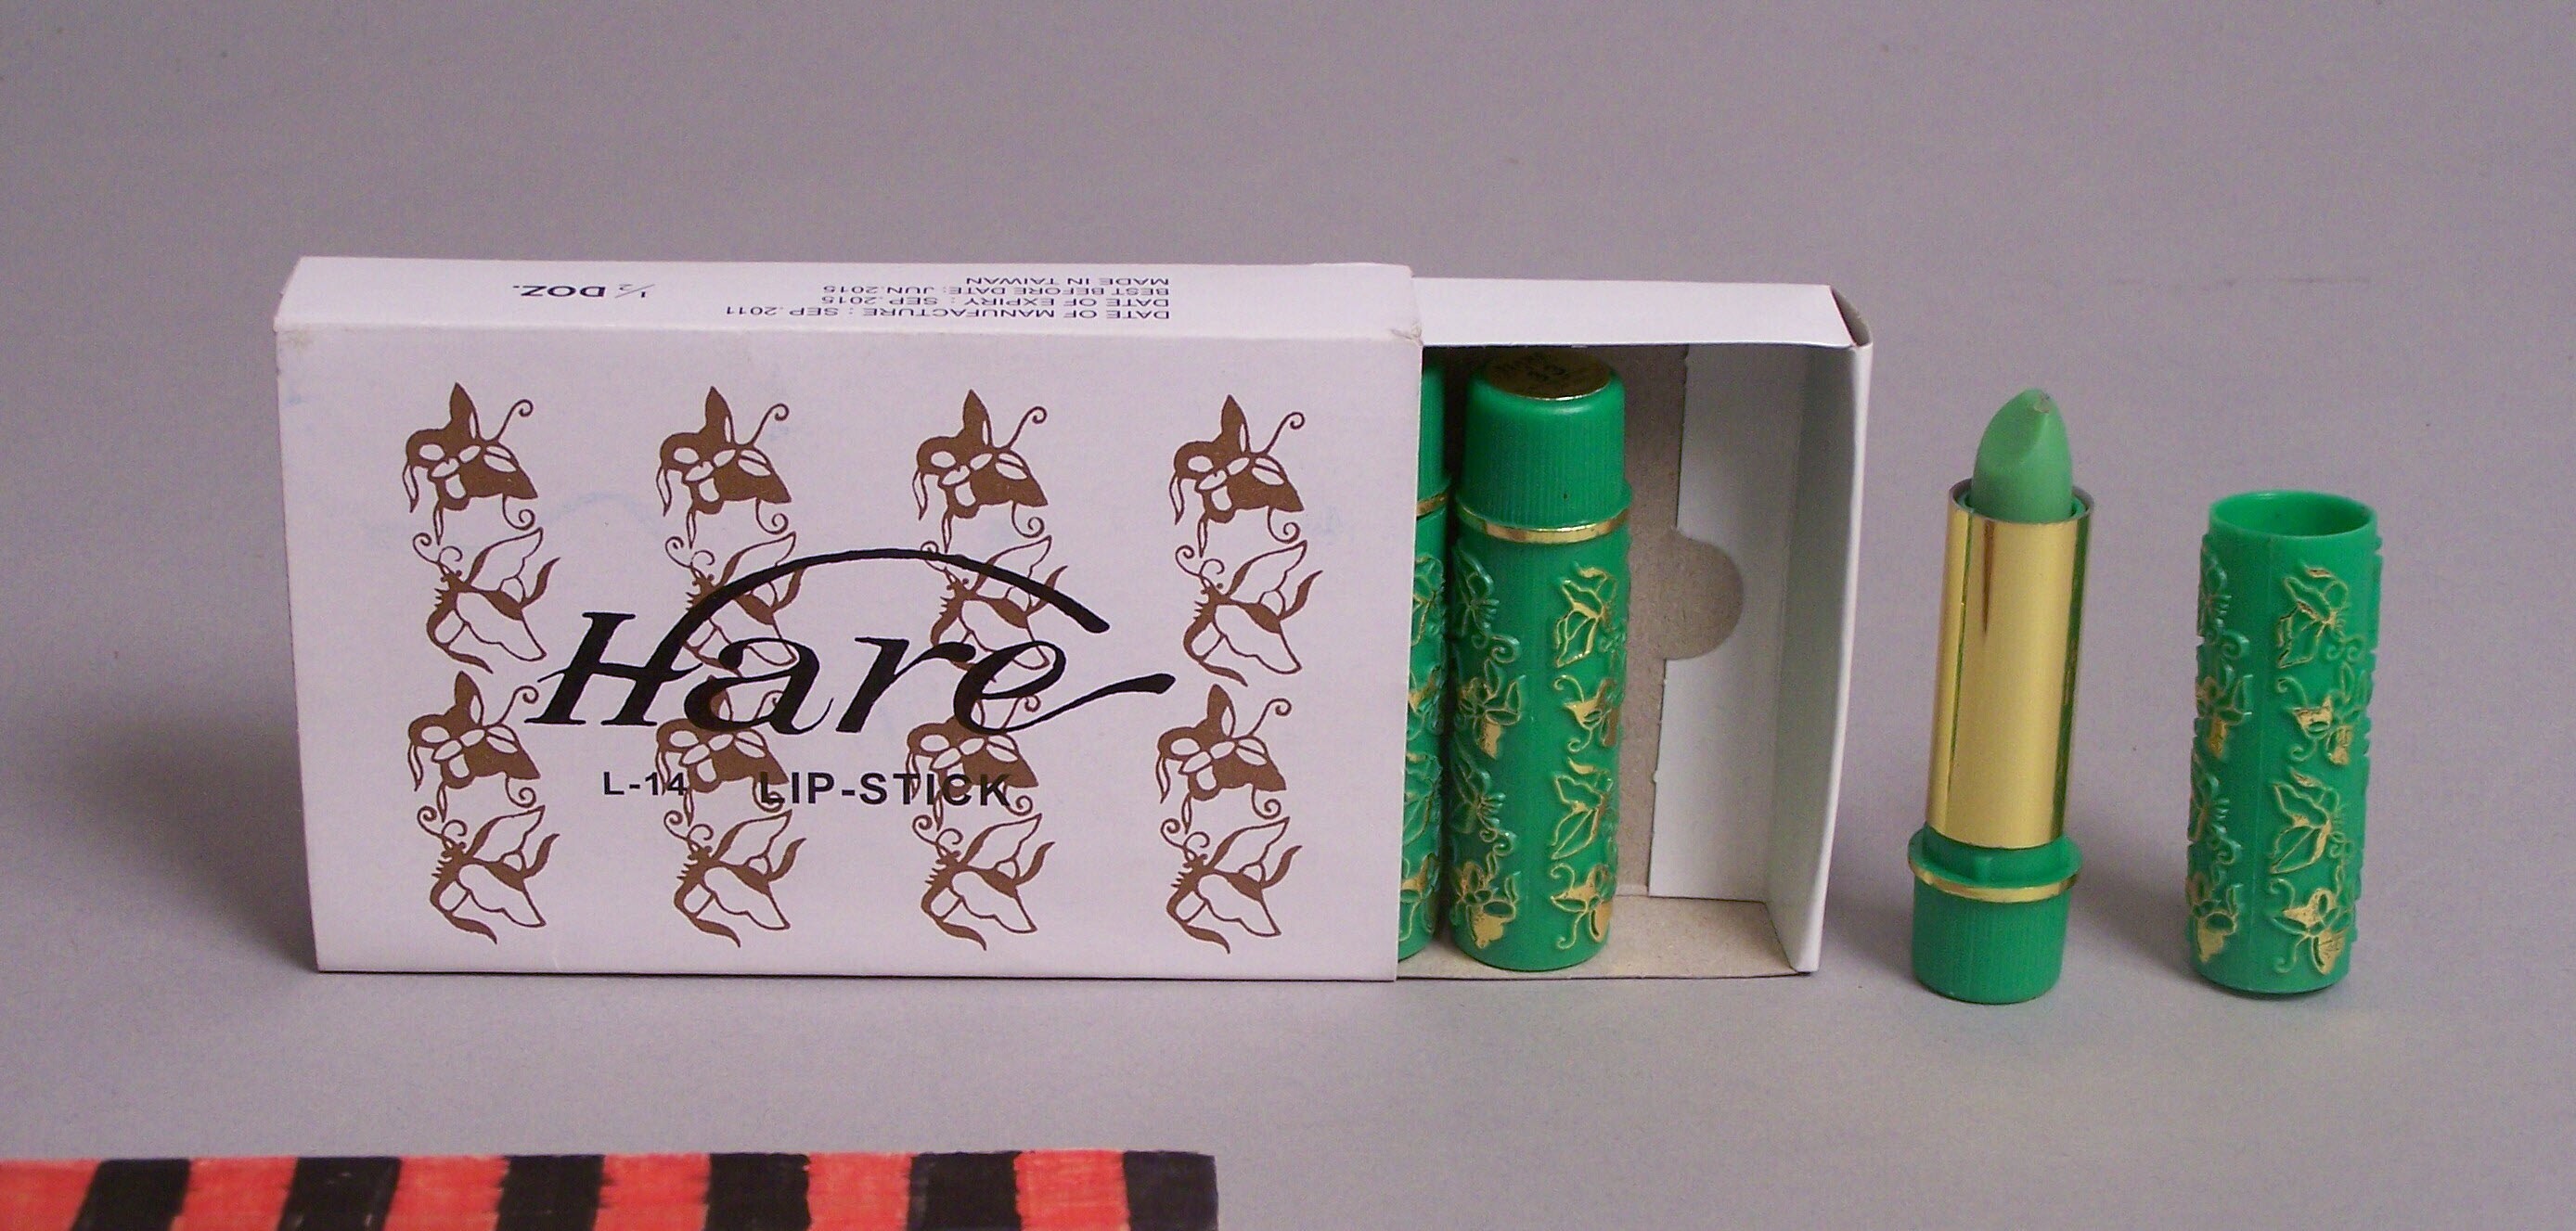 DATE OF MANUFACTURE : SEP.2011
DATE OF EXPIRY : SEP.2015
BEST BEFORE DATE: JUN.2015
MADE IN TAIWAN
1/2 DOZ.
Hare
L-14 LIP-STICK